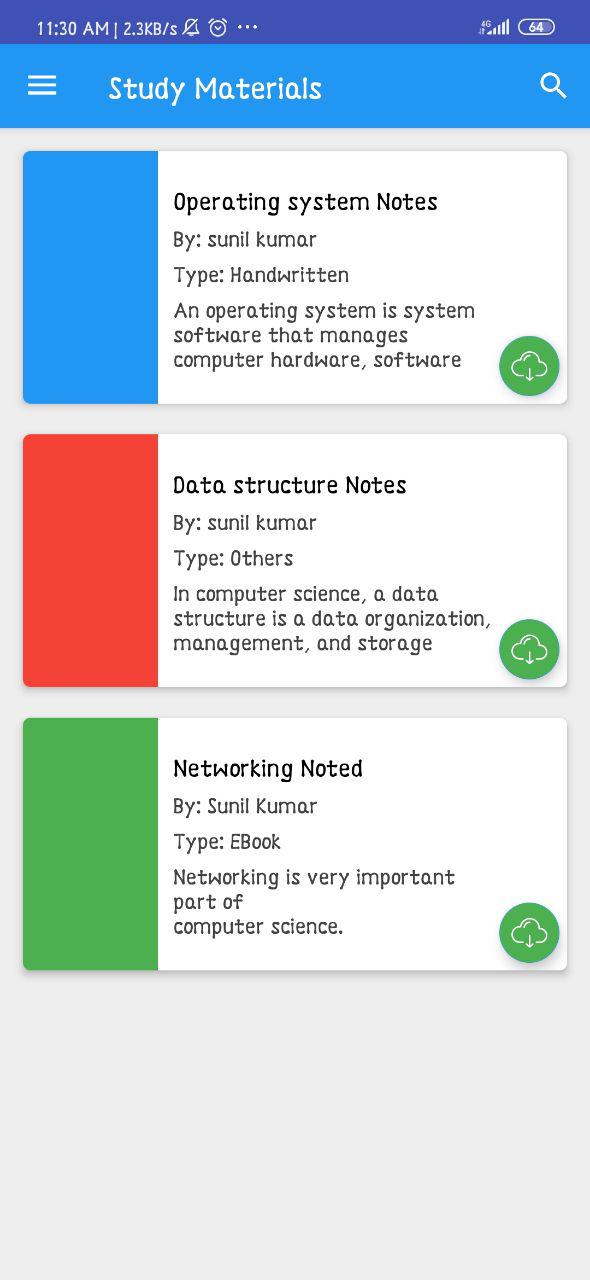 11:30 AM | 2.3KB/s ... 4G 64
Study Materials
Operating system Notes
By: sunil kumar
Type: Handwritten
An operating system is system
software that manages
computer hardware, software
Data structure Notes
By: sunil kumar
Type: Others
In computer science, a data
structure is a data organization,
management, and storage
Networking Noted
By: Sunil Kumar
Type: EBook
Networking is very important
part of
computer science.